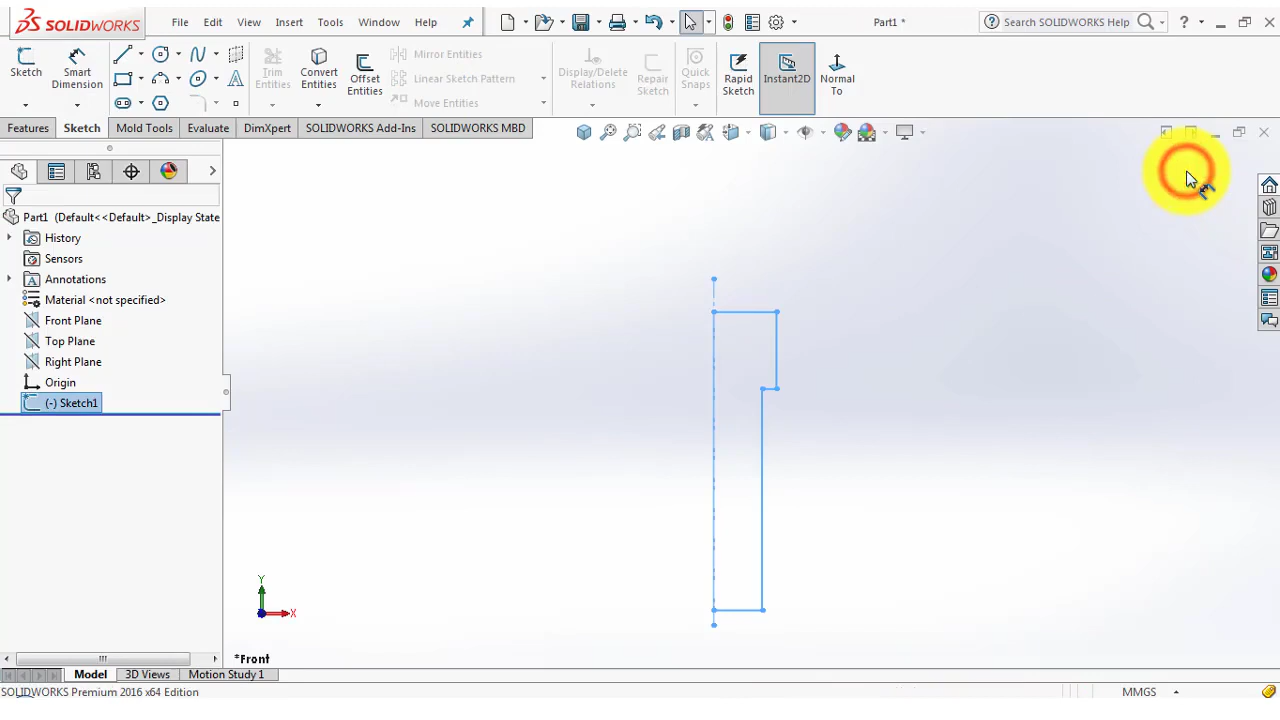 SOLIDWORKS File Edit View Insert Tools Window Help Part1 * Search SOLIDWORKS Help ?
Sketch
Smart Dimension
Trim Entities
Convert Entities
Offset Entities
Mirror Entities
Linear Sketch Pattern
Move Entities
Display/Delete Relations
Repair Sketch
Quick Snaps
Rapid Sketch
Instant2D
Normal To
Features Sketch Mold Tools Evaluate DimXpert SOLIDWORKS Add-Ins SOLIDWORKS MBD
Part1 (Default<<Default>_Display State
History
Sensors
Annotations
Material <not specified>
Front Plane
Top Plane
Right Plane
Origin
(-) Sketch1
Y
X
*Front
Model 3D Views Motion Study 1
SOLIDWORKS Premium 2016 x64 Edition MMGS